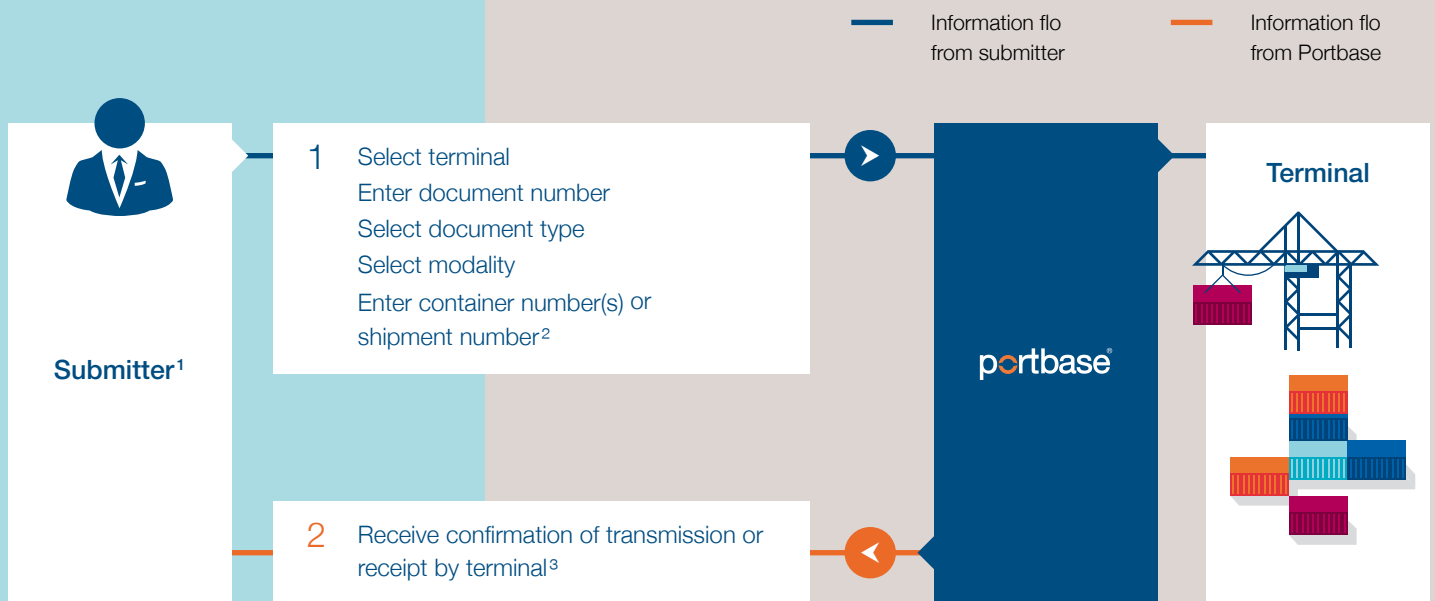 Information flo
from submitter
Information flo
from Portbase
Submitter¹
1 Select terminal
Enter document number
Select document type
Select modality
Enter container number(s) or
shipment number²
portbase®
Terminal
2 Receive confirmation of transmission or
receipt by terminal³